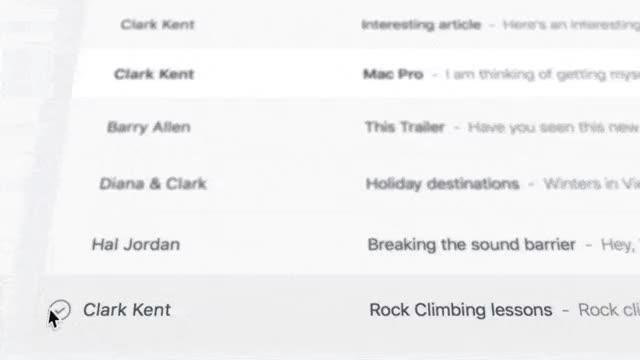 Clark Kent Interesting article - Here's an interesting
Clark Kent Mac Pro - I am thinking of getting myse
Barry Allen This Trailer - Have you seen this new
Diana & Clark Holiday destinations - Winters in Vi
Hal Jordan Breaking the sound barrier - Hey,
Clark Kent Rock Climbing lessons - Rock cli